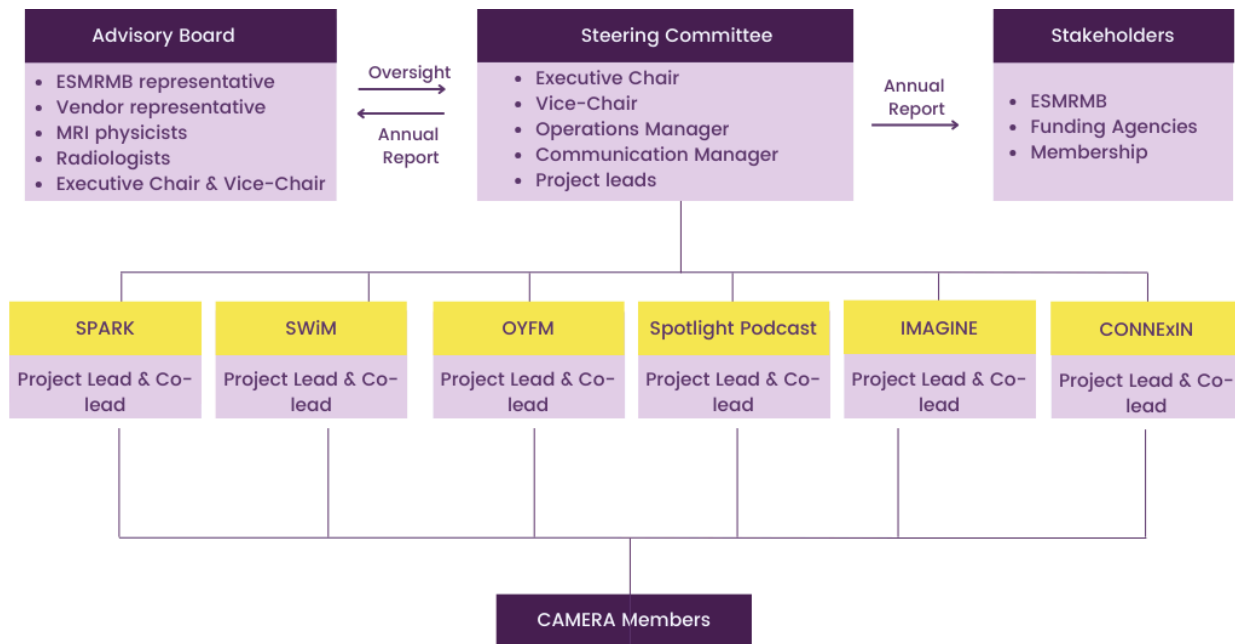 Advisory Board
• ESMRMB representative
• Vendor representative
• MRI physicists
• Radiologists
• Executive Chair & Vice-Chair
Oversight
Annual
Report
Steering Committee
• Executive Chair
• Vice-Chair
• Operations Manager
• Communication Manager
• Project leads
Annual
Report
Stakeholders
• ESMRMB
• Funding Agencies
• Membership
SPARK
Project Lead & Co-
lead
SWiM
Project Lead & Co-
lead
OYFM
Project Lead & Co-
lead
Spotlight Podcast
Project Lead & Co-
lead
IMAGINE
Project Lead & Co-
lead
CONNExIN
Project Lead & Co-
lead
CAMERA Members